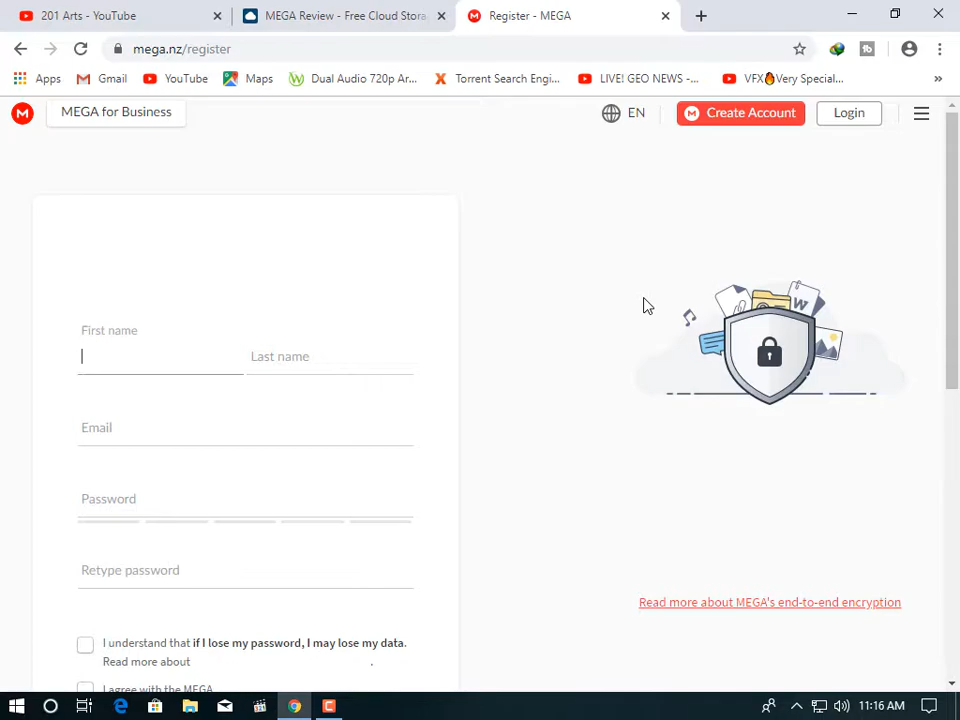 201 Arts - YouTube
MEGA Review - Free Cloud Stora
Register - MEGA
mega.nz/register
Apps
Gmail
YouTube
Maps
Dual Audio 720p Ar...
Torrent Search Engi...
LIVE! GEO NEWS -...
VFX🔥Very Special...
»
MEGA for Business
EN
Create Account
Login
First name
Last name
Email
Password
Retype password
I understand that if I lose my password, I may lose my data.
Read more about .
I agree with the MEGA
Read more about MEGA's end-to-end encryption
11:16 AM